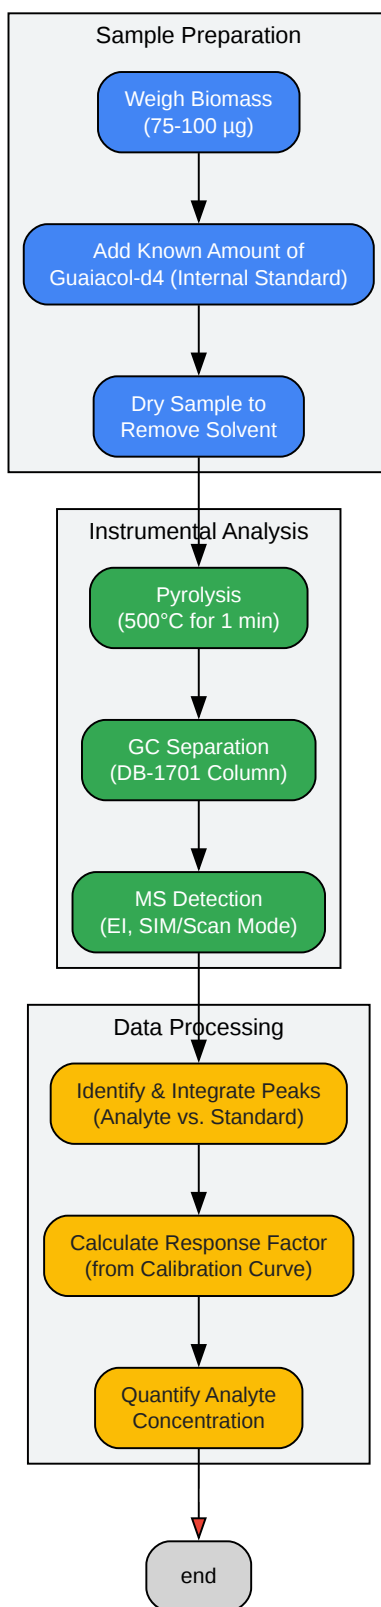 Sample Preparation
Weigh Biomass
(75-100 µg)
Add Known Amount of
Guaiacol-d4 (Internal Standard)
Dry Sample to
Remove Solvent
Instrumental Analysis
Pyrolysis
(500°C for 1 min)
GC Separation
(DB-1701 Column)
MS Detection
(EI, SIM/Scan Mode)
Data Processing
Identify & Integrate Peaks
(Analyte vs. Standard)
Calculate Response Factor
(from Calibration Curve)
Quantify Analyte
Concentration
end